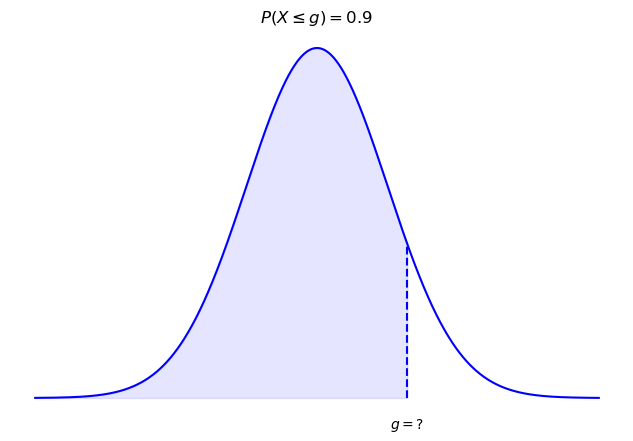 P(X ≤ g) = 0.9
g = ?